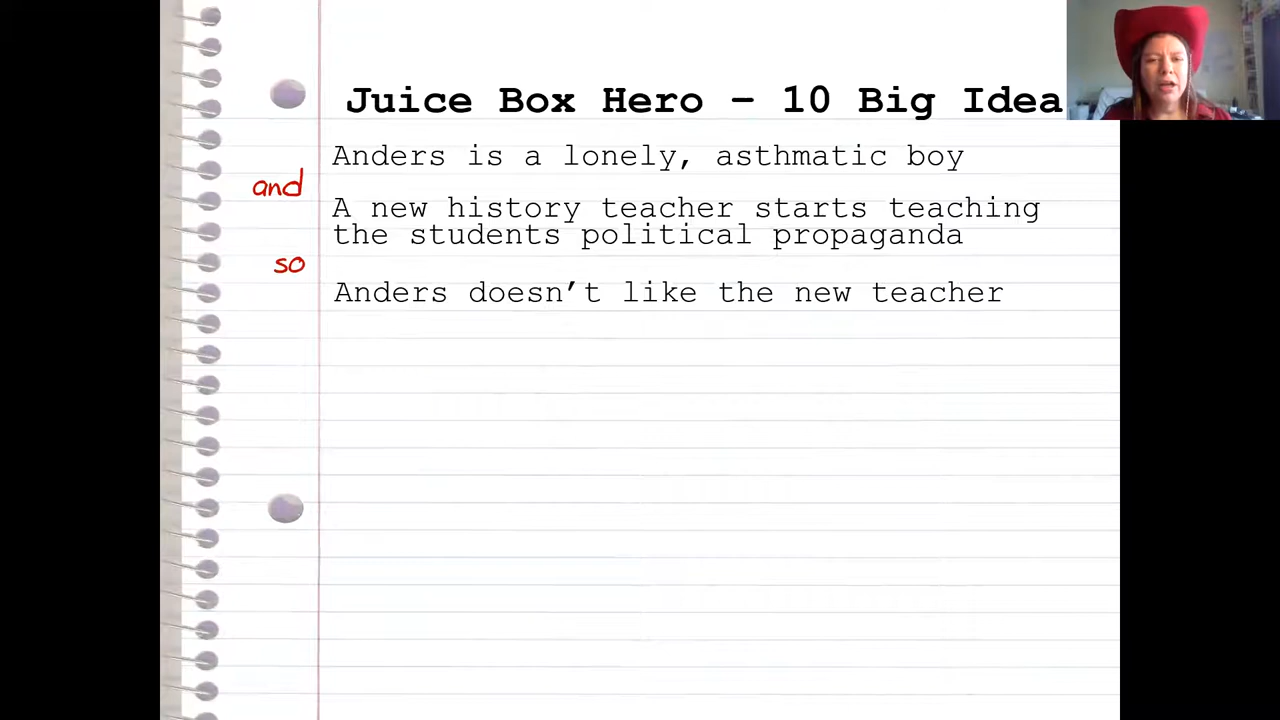 Juice Box Hero – 10 Big Idea
Anders is a lonely, asthmatic boy
and
A new history teacher starts teaching
the students political propaganda
so
Anders doesn’t like the new teacher